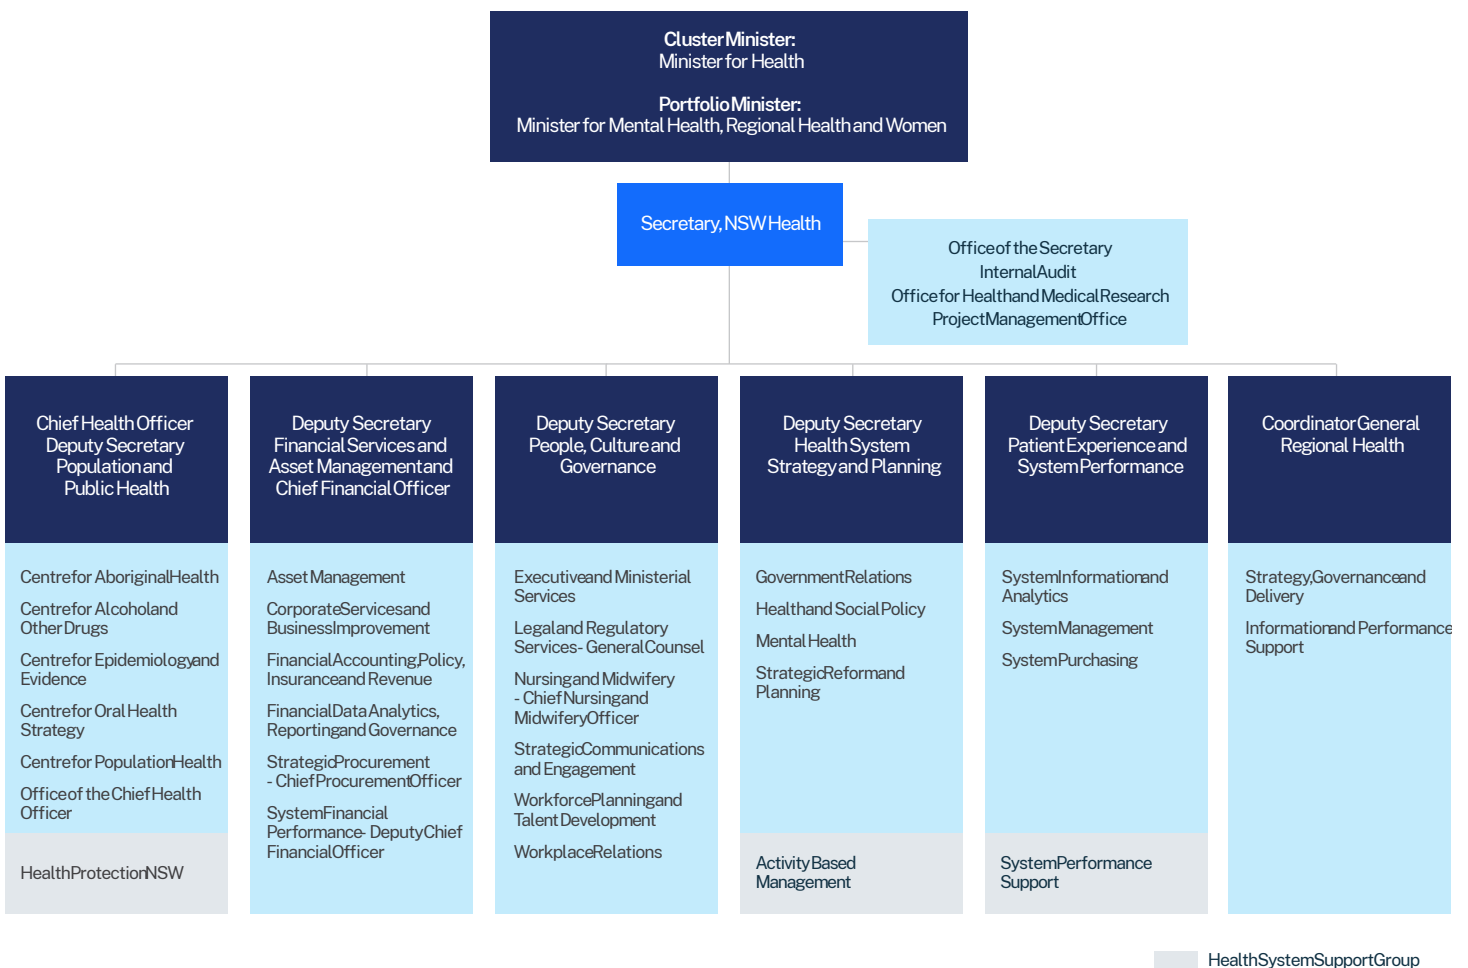 Cluster Minister:
Minister for Health
Portfolio Minister:
Minister for Mental Health, Regional Health and Women
Secretary, NSW Health
Office of the Secretary
Internal Audit
Office for Health and Medical Research
Project Management Office
Chief Health Officer
Deputy Secretary
Population and
Public Health
Centre for Aboriginal Health
Centre for Alcohol and
Other Drugs
Centre for Epidemiology and
Evidence
Centre for Oral Health
Strategy
Centre for Population Health
Office of the Chief Health
Officer
Health Protection NSW
Deputy Secretary
Financial Services and
Asset Management and
Chief Financial Officer
Asset Management
Corporate Services and
Business Improvement
Financial Accounting, Policy,
Insurance and Revenue
Financial Data Analytics,
Reporting and Governance
Strategic Procurement
- Chief Procurement Officer
System Financial
Performance - Deputy Chief
Financial Officer
Deputy Secretary
People, Culture and
Governance
Executive and Ministerial
Services
Legal and Regulatory
Services - General Counsel
Nursing and Midwifery
- Chief Nursing and
Midwifery Officer
Strategic Communications
and Engagement
Workforce Planning and
Talent Development
Workplace Relations
Deputy Secretary
Health System
Strategy and Planning
Government Relations
Health and Social Policy
Mental Health
Strategic Reform and
Planning
Activity Based
Management
Deputy Secretary
Patient Experience and
System Performance
System Information and
Analytics
System Management
System Purchasing
System Performance
Support
Coordinator General
Regional Health
Strategy, Governance and
Delivery
Information and Performance
Support
Health System Support Group